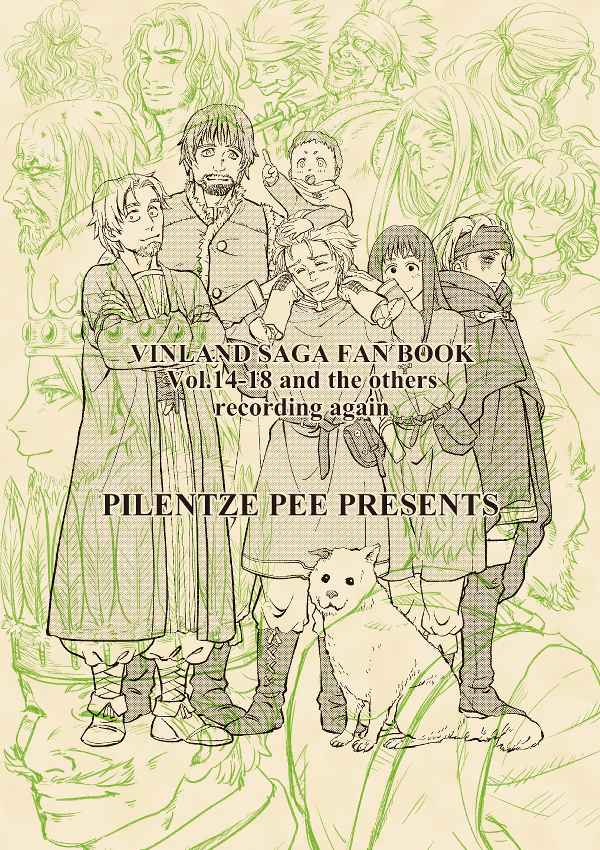 VINLAND SAGA FAN BOOK
Vol.14-18 and the others
recording again
PILENTZE PEE PRESENTS